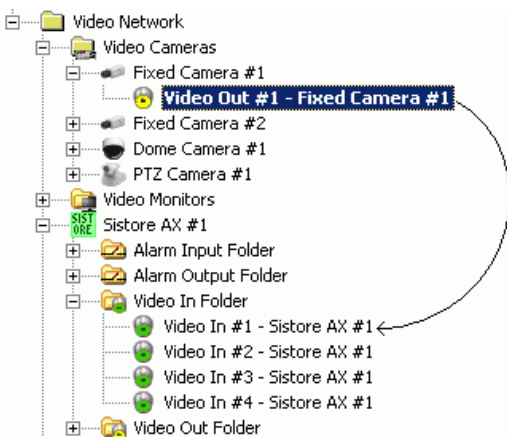 Video Network
Video Cameras
Fixed Camera #1
Video Out #1 - Fixed Camera #1
Fixed Camera #2
Dome Camera #1
PTZ Camera #1
Video Monitors
SIST
ORE Sistore AX #1
Alarm Input Folder
Alarm Output Folder
Video In Folder
Video In #1 - Sistore AX #1
Video In #2 - Sistore AX #1
Video In #3 - Sistore AX #1
Video In #4 - Sistore AX #1
Video Out Folder